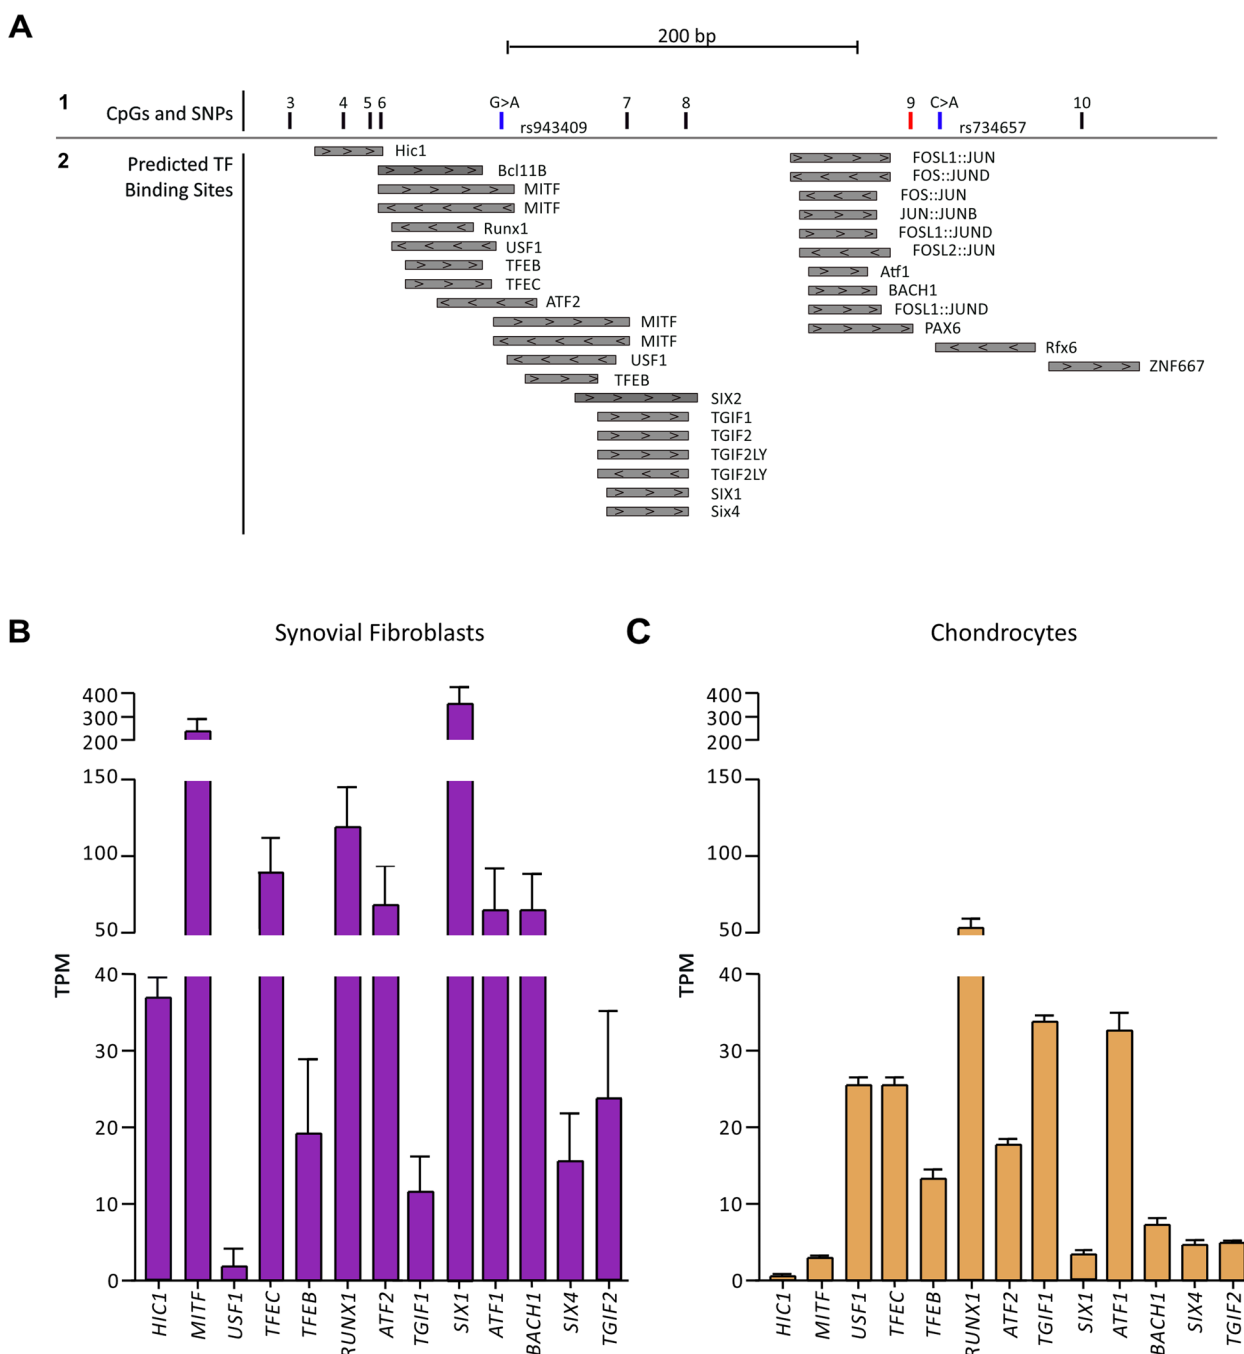 A
200 bp
1 CpGs and SNPs 3 4 5 6 G>A rs943409 7 8 9 C>A rs734657 10
2 Predicted TF
Binding Sites
Hic1
Bcl11B
MITF
MITF
Runx1
USF1
TFEB
TFEC
ATF2
MITF
MITF
USF1
TFEB
SIX2
TGIF1
TGIF2
TGIF2LY
TGIF2LY
SIX1
Six4
FOSL1::JUN
FOS::JUND
FOS::JUN
JUN::JUNB
FOSL1::JUND
FOSL2::JUN
Atf1
BACH1
FOSL1::JUND
PAX6
Rfx6
ZNF667
B Synovial Fibroblasts
400
300
200
150
100
50
40
30
20
10
0
TPM
HIC1 MITF USF1 TFEC TFEB RUNX1 ATF2 TGIF1 SIX1 ATF1 BACH1 SIX4 TGIF2
C Chondrocytes
400
300
200
150
100
50
40
30
20
10
0
TPM
HIC1 MITF USF1 TFEC TFEB RUNX1 ATF2 TGIF1 SIX1 ATF1 BACH1 SIX4 TGIF2